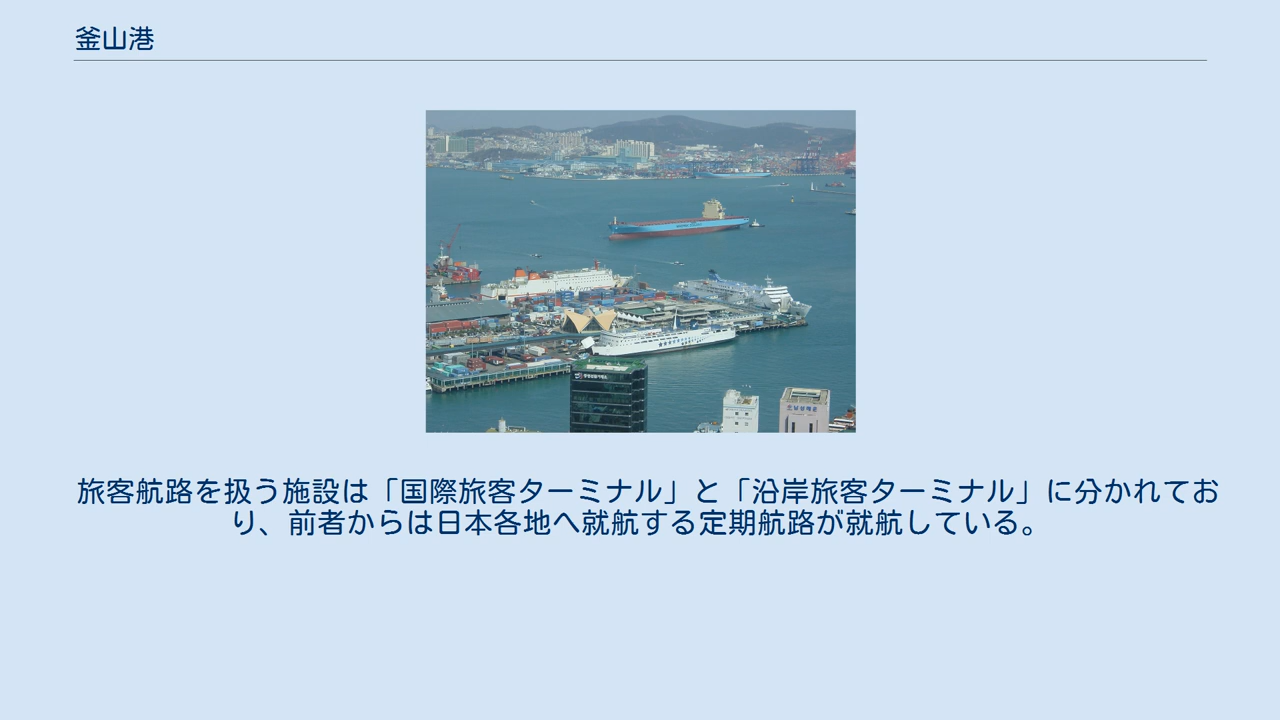 釜山港
旅客航路を扱う施設は「国際旅客ターミナル」と「沿岸旅客ターミナル」に分かれてお
り、前者からは日本各地へ就航する定期航路が就航している。